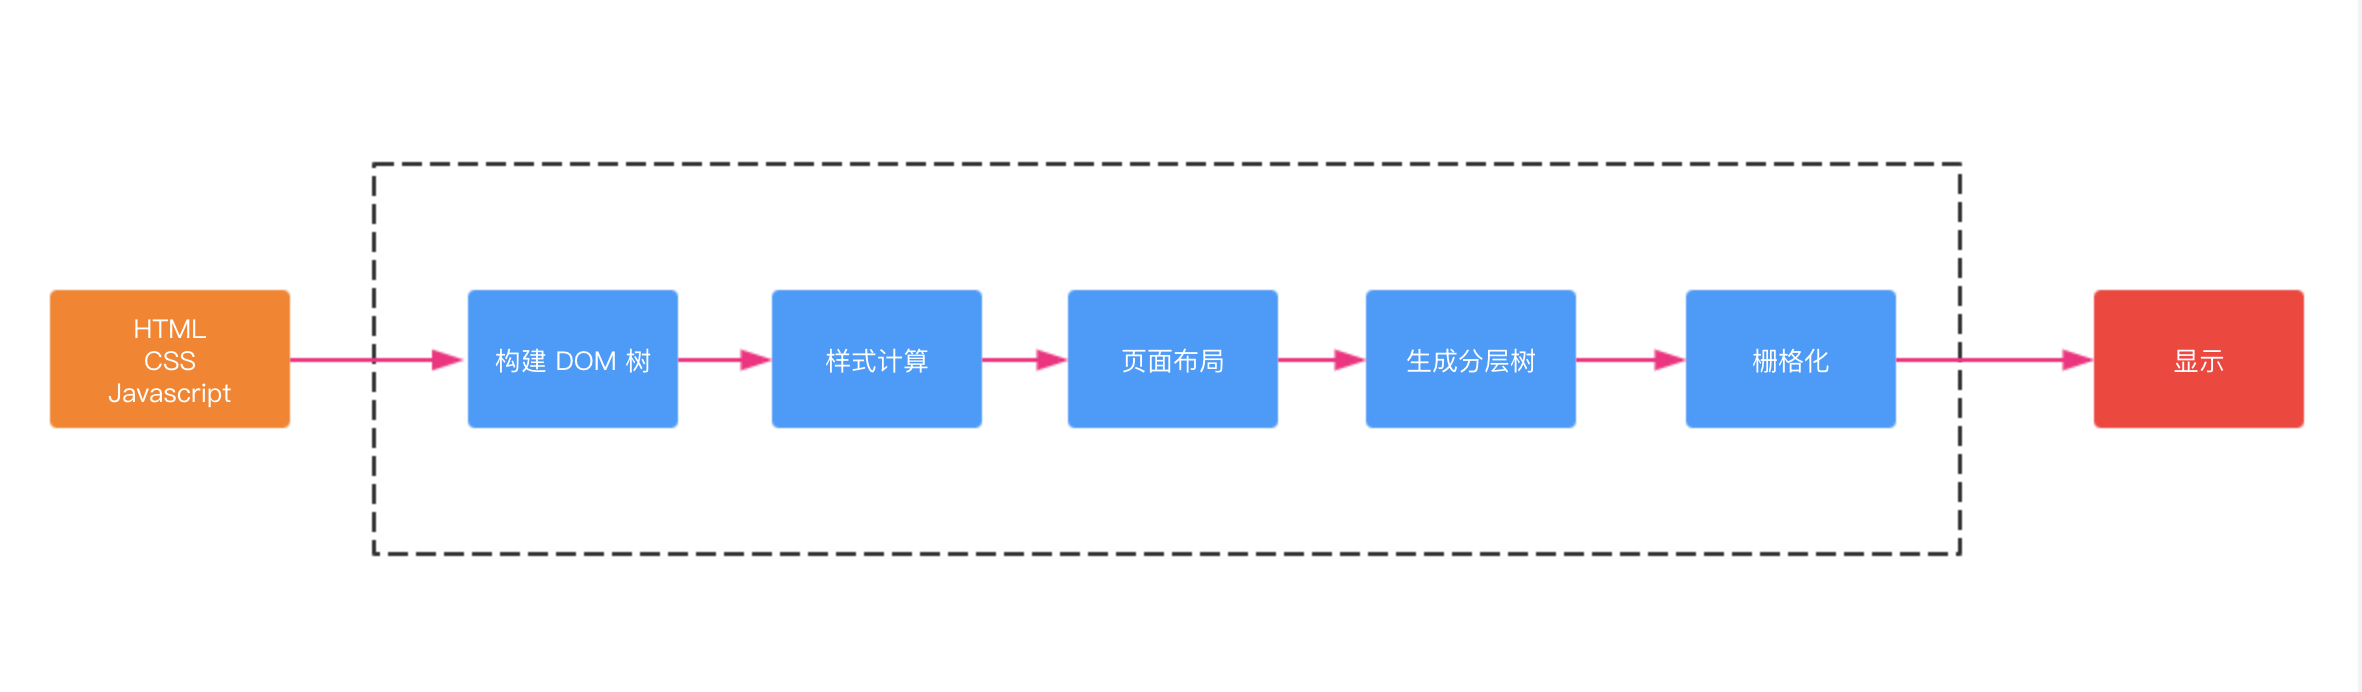 HTML
CSS
Javascript
构建 DOM 树
样式计算
页面布局
生成分层树
栅格化
显示